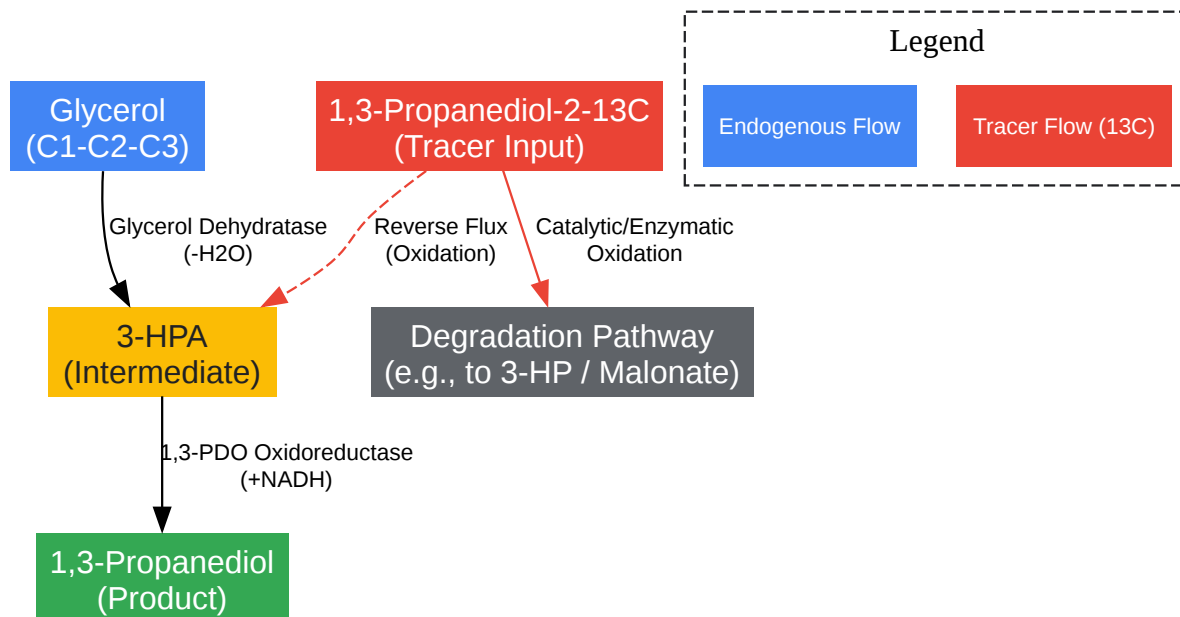 Legend
Glycerol
(C1-C2-C3)
1,3-Propanediol-2-13C
(Tracer Input)
Endogenous Flow
Tracer Flow (13C)
Glycerol Dehydratase
(-H2O)
Reverse Flux
(Oxidation)
Catalytic/Enzymatic
Oxidation
3-HPA
(Intermediate)
Degradation Pathway
(e.g., to 3-HP / Malonate)
1,3-PDO Oxidoreductase
(+NADH)
1,3-Propanediol
(Product)